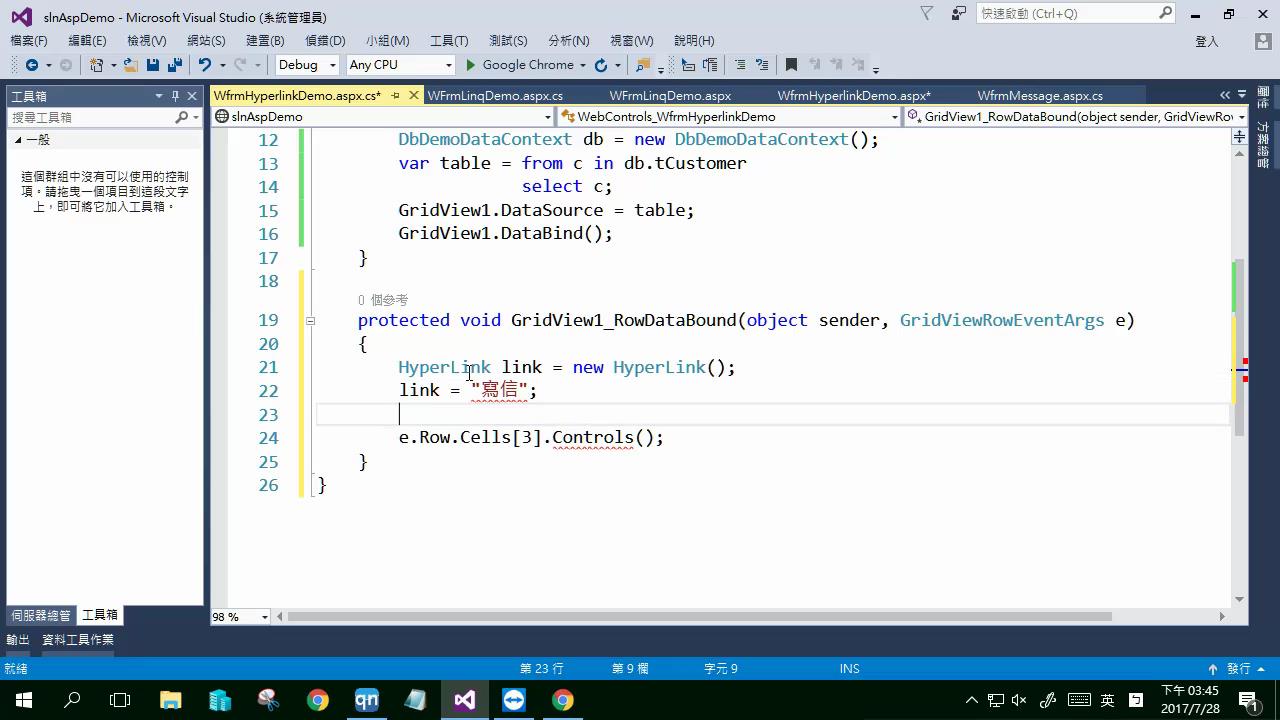 slnAspDemo - Microsoft Visual Studio (系統管理員)
快速啟動 (Ctrl+Q)
檔案(F) 編輯(E) 檢視(V) 網站(S) 建置(B) 偵錯(D) 小組(M) 工具(T) 測試(S) 分析(N) 視窗(W) 說明(H)
登入
Debug Any CPU Google Chrome
工具箱
WfrmHyperlinkDemo.aspx.cs* WFrmLinqDemo.aspx.cs WFrmLinqDemo.aspx WfrmHyperlinkDemo.aspx* WFrmMessage.aspx.cs
搜尋工具箱
slnAspDemo WebControls_WfrmHyperlinkDemo GridView1_RowDataBound(object sender, GridViewRow
一般
這個群組中沒有可以使用的控制
項。請拖曳一個項目到這段文字
上，即可將它加入工具箱。
12 DbDemoDataContext db = new DbDemoDataContext();
13 var table = from c in db.tCustomer
14 select c;
15 GridView1.DataSource = table;
16 GridView1.DataBind();
17 }
18
0 個參考
19 protected void GridView1_RowDataBound(object sender, GridViewRowEventArgs e)
20 {
21 HyperLink link = new HyperLink();
22 link = "寫信";
23
24 e.Row.Cells[3].Controls();
25 }
26 }
屬性
方案總管
98 %
伺服器總管 工具箱
輸出 資料工具作業
就緒 第 23 行 第 9 欄 字元 9 INS 發行
qn
英
下午 03:45
2017/7/28
1